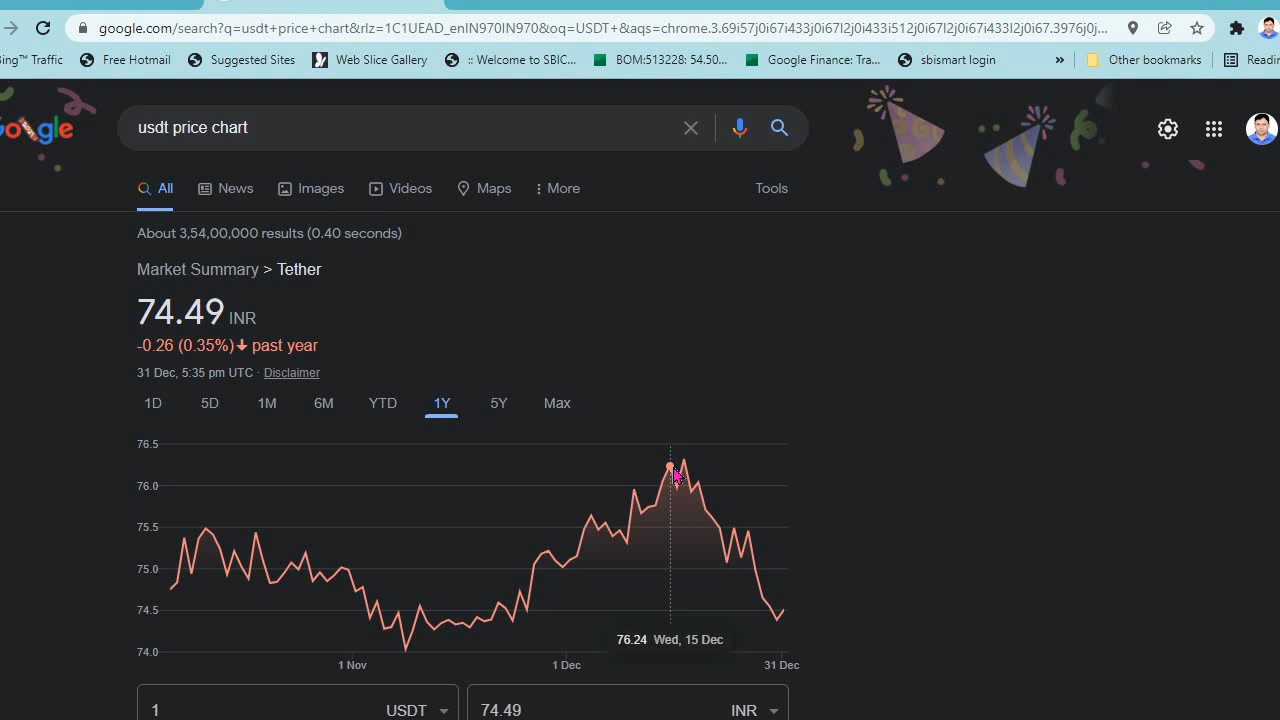 google.com/search?q=usdt+price+chart&rlz=1C1UEAD_enIN970IN970&oq=USDT+&aqs=chrome.3.69i57j0i67i433j0i67l2j0i433i512j0i67l2j0i67i433l2j0i67.3976j0j...
Bing™ Traffic Free Hotmail Suggested Sites Web Slice Gallery :: Welcome to SBIC... BOM:513228: 54.50... Google Finance: Tra... sbismart login » Other bookmarks Readin
Google usdt price chart
All News Images Videos Maps More Tools
About 3,54,00,000 results (0.40 seconds)
Market Summary > Tether
74.49 INR
-0.26 (0.35%) past year
31 Dec, 5:35 pm UTC · Disclaimer
1D 5D 1M 6M YTD 1Y 5Y Max
76.5
76.0
75.5
75.0
74.5
74.0
76.24 Wed, 15 Dec
1 Nov 1 Dec 31 Dec
1 USDT 74.49 INR